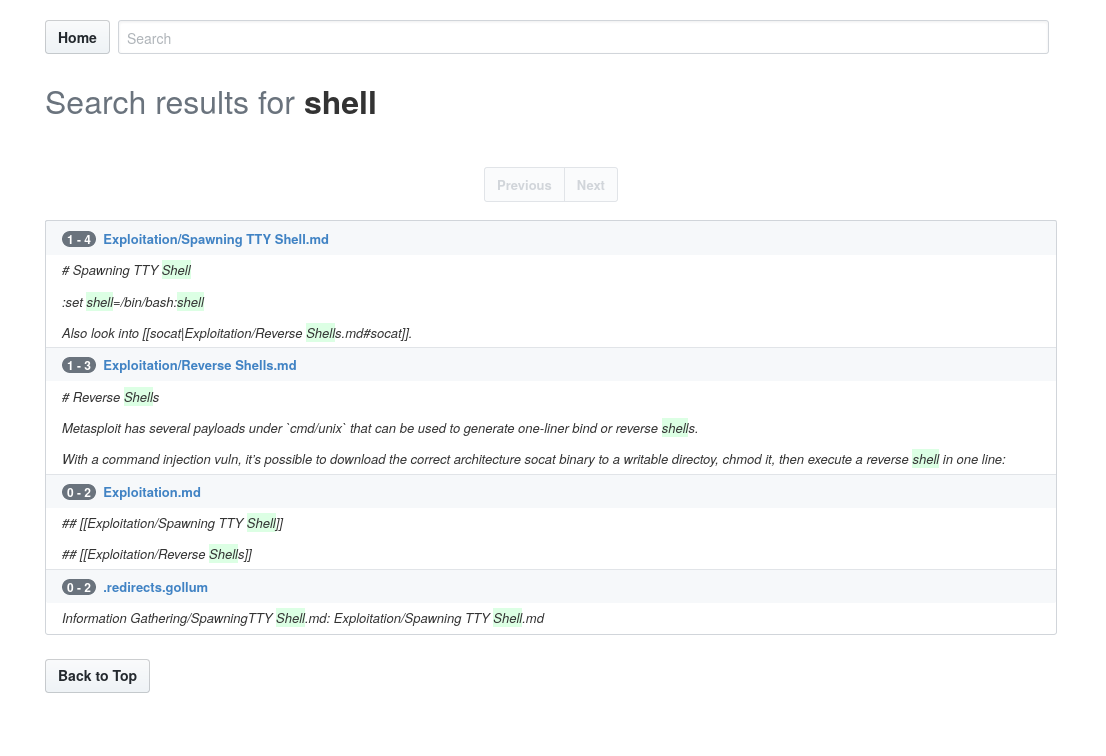 Home
Search
Search results for shell
Previous Next
1 - 4 Exploitation/Spawning TTY Shell.md
# Spawning TTY Shell
:set shell=/bin/bash:shell
Also look into [[socat|Exploitation/Reverse Shells.md#socat]].
1 - 3 Exploitation/Reverse Shells.md
# Reverse Shells
Metasploit has several payloads under `cmd/unix` that can be used to generate one-liner bind or reverse shells.
With a command injection vuln, it's possible to download the correct architecture socat binary to a writable directoy, chmod it, then execute a reverse shell in one line:
0 - 2 Exploitation.md
## [[Exploitation/Spawning TTY Shell]]
## [[Exploitation/Reverse Shells]]
0 - 2 .redirects.gollum
Information Gathering/SpawningTTY Shell.md: Exploitation/Spawning TTY Shell.md
Back to Top